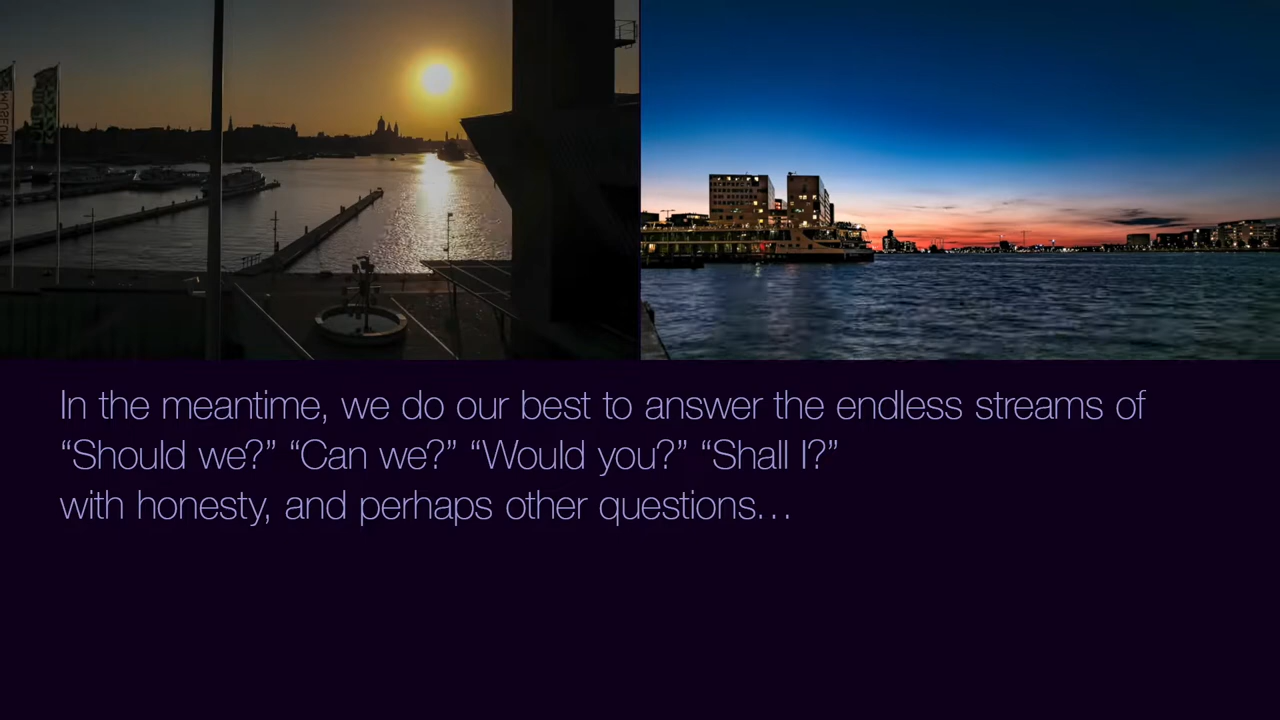 MUSEUM
In the meantime, we do our best to answer the endless streams of
“Should we?” “Can we?” “Would you?” “Shall I?”
with honesty, and perhaps other questions…